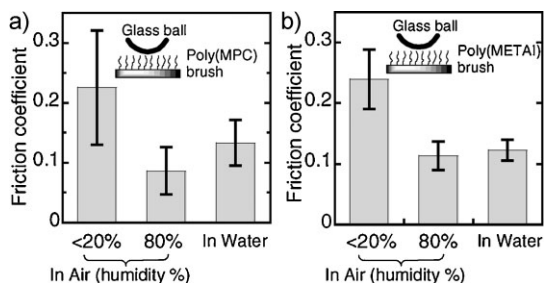 a)
Friction coefficient
0.3
0.2
0.1
0
Glass ball
Poly(MPC)
brush
<20% 80% In Water
In Air (humidity %)
b)
Friction coefficient
0.3
0.2
0.1
0
Glass ball
Poly(METAI)
brush
<20% 80% In Water
In Air (humidity %)